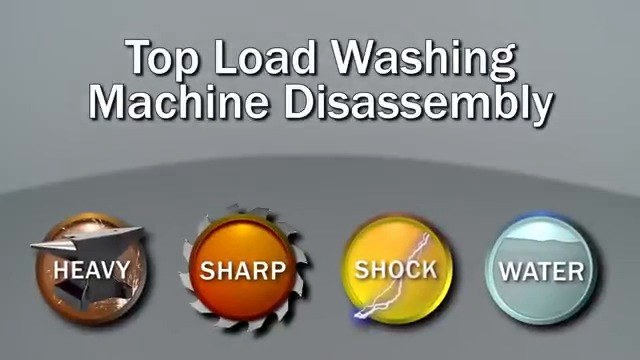 Top Load Washing
Machine Disassembly
HEAVY
SHARP
SHOCK
WATER